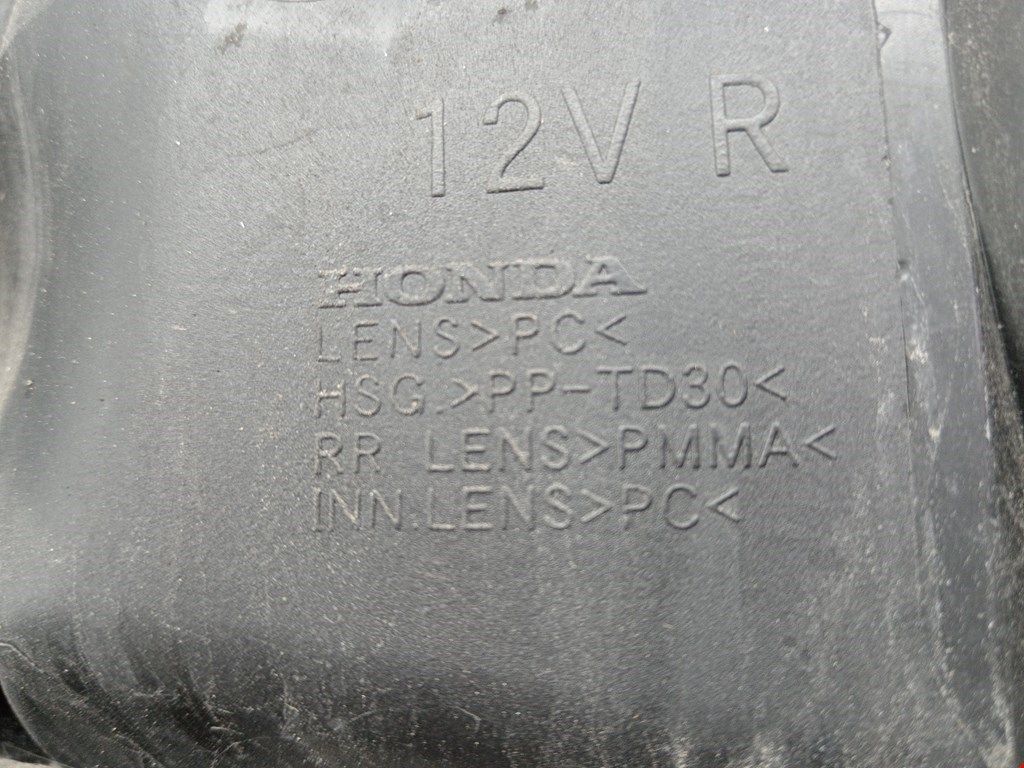 12V R
HONDA
LENS>PC<
HSG.>PP-TD30<
RR LENS>PMMA<
INN.LENS>PC<